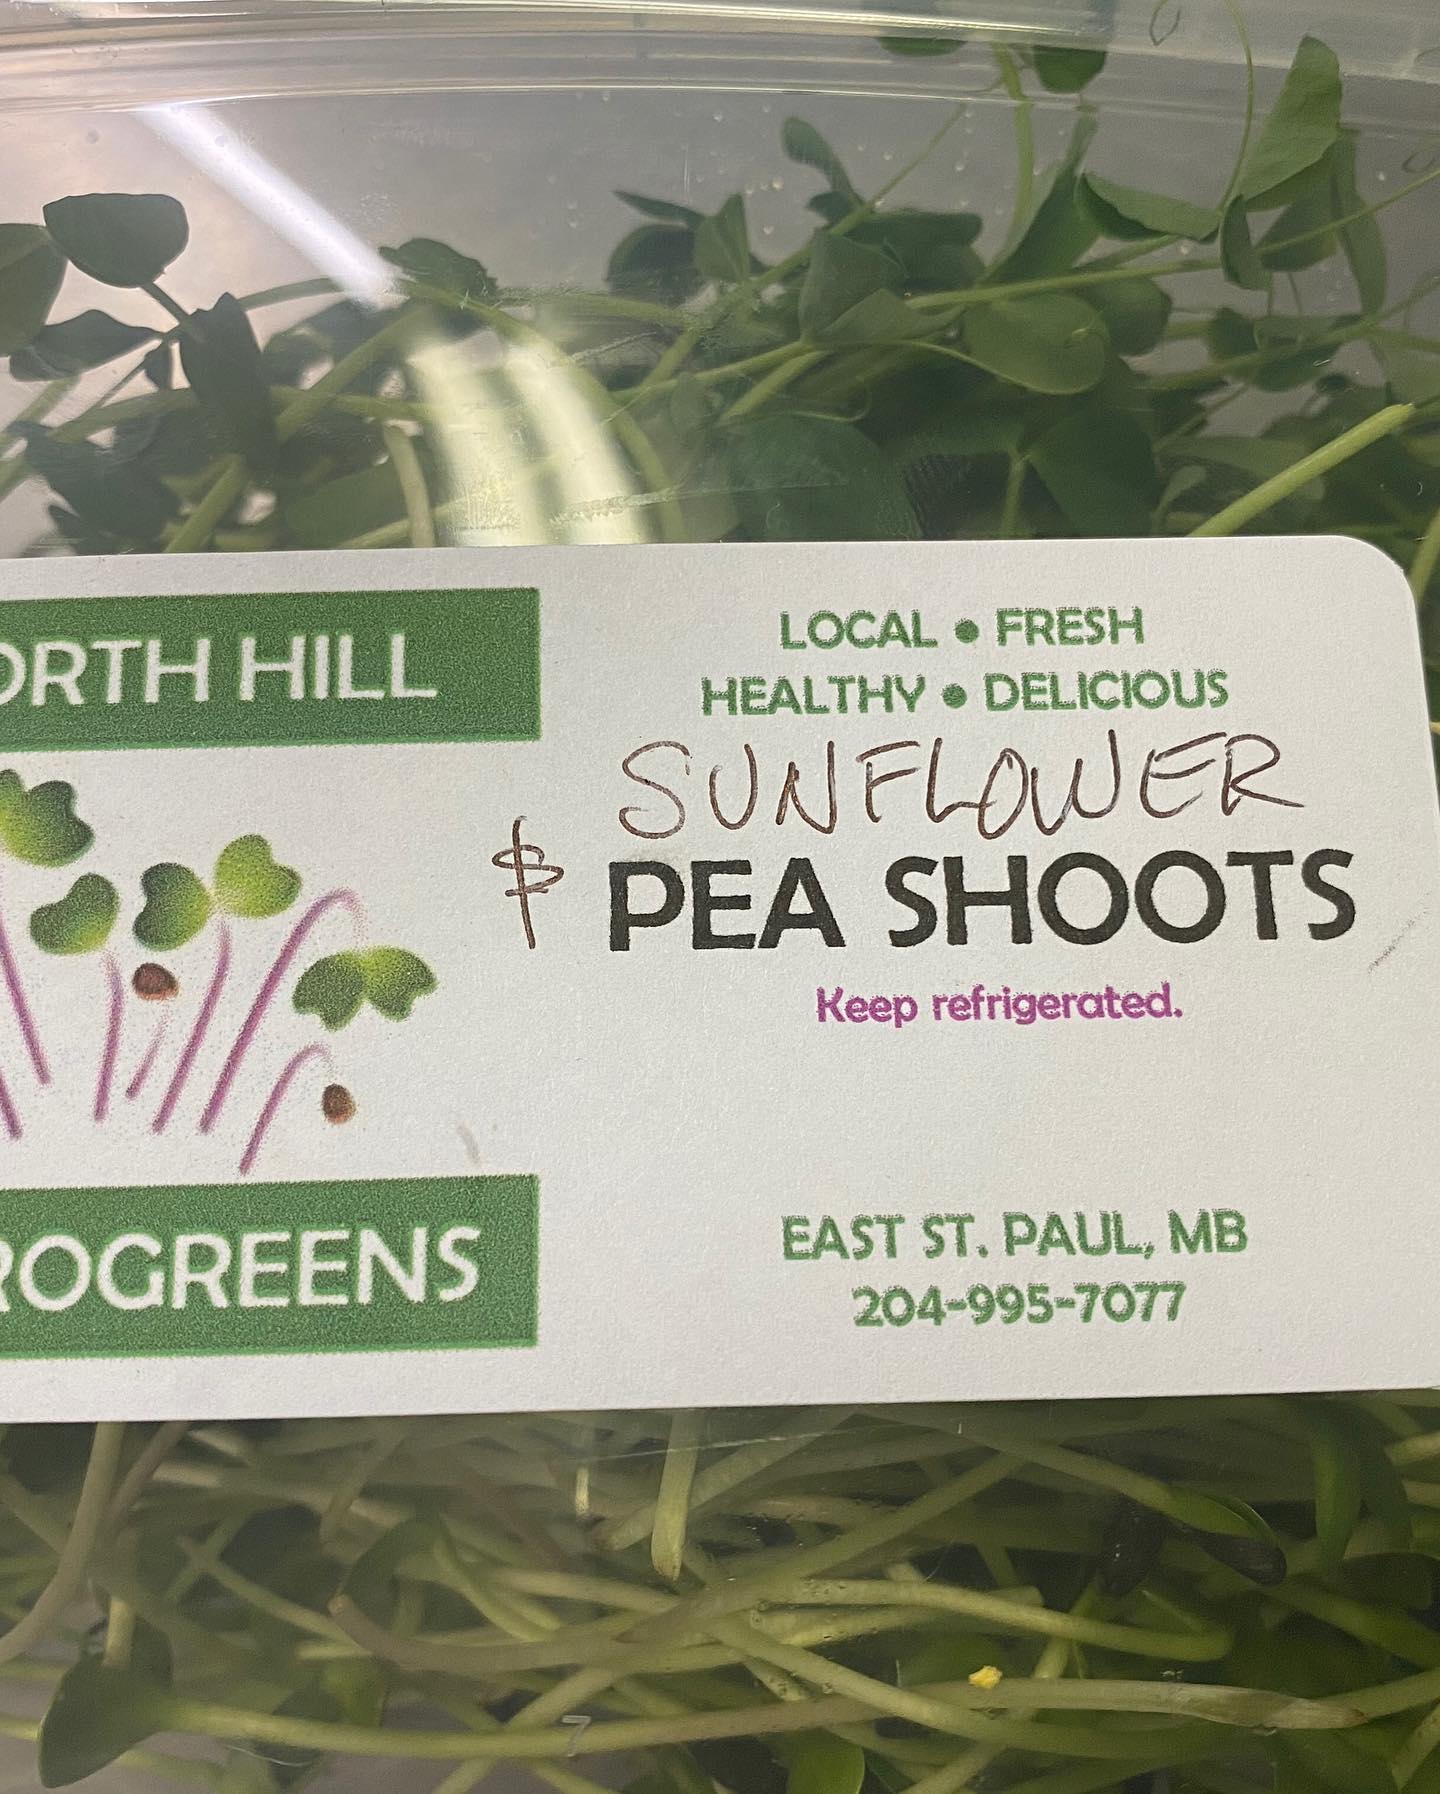 ORTH HILL
ROGREENS
LOCAL • FRESH
HEALTHY • DELICIOUS
SUNFLOWER
$ PEA SHOOTS
Keep refrigerated.
EAST ST. PAUL, MB
204-995-7077
7